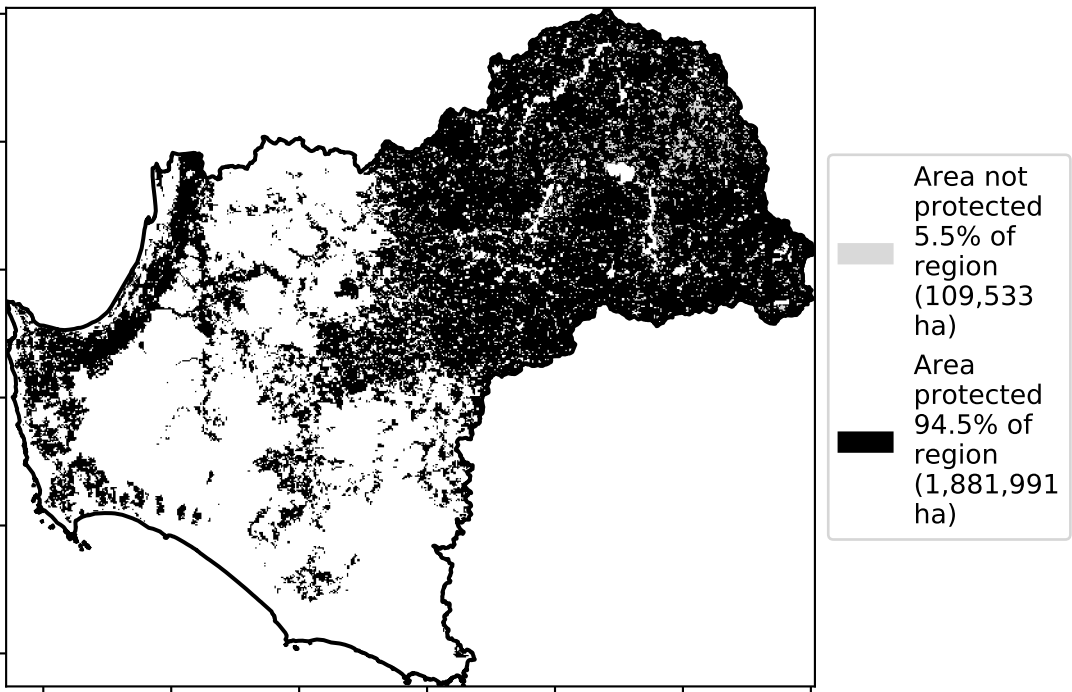 Area not
protected
5.5% of
region
(109,533
ha)
Area
protected
94.5% of
region
(1,881,991
ha)